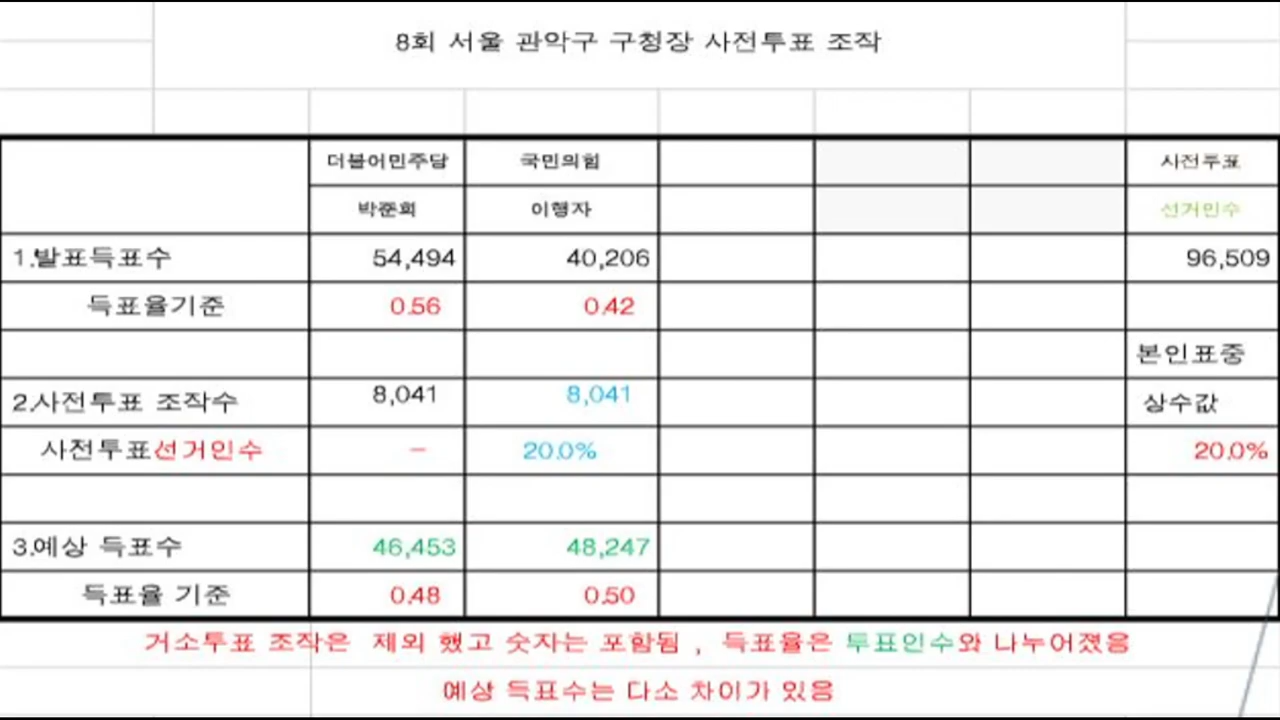 8회 서울 관악구 구청장 사전투표 조작
더불어민주당 국민의힘 사전투표
박준희 이행자 선거인수
1.발표득표수 54,494 40,206 96,509
득표율기준 0.56 0.42
본인표중
2.사전투표 조작수 8,041 8,041 상수값
사전투표선거인수 - 20.0% 20.0%
3.예상 득표수 46,453 48,247
득표율 기준 0.48 0.50
거소투표 조작은 제외 했고 숫자는 포함됨 , 득표율은 투표인수와 나누어졌음
예상 득표수는 다소 차이가 있음